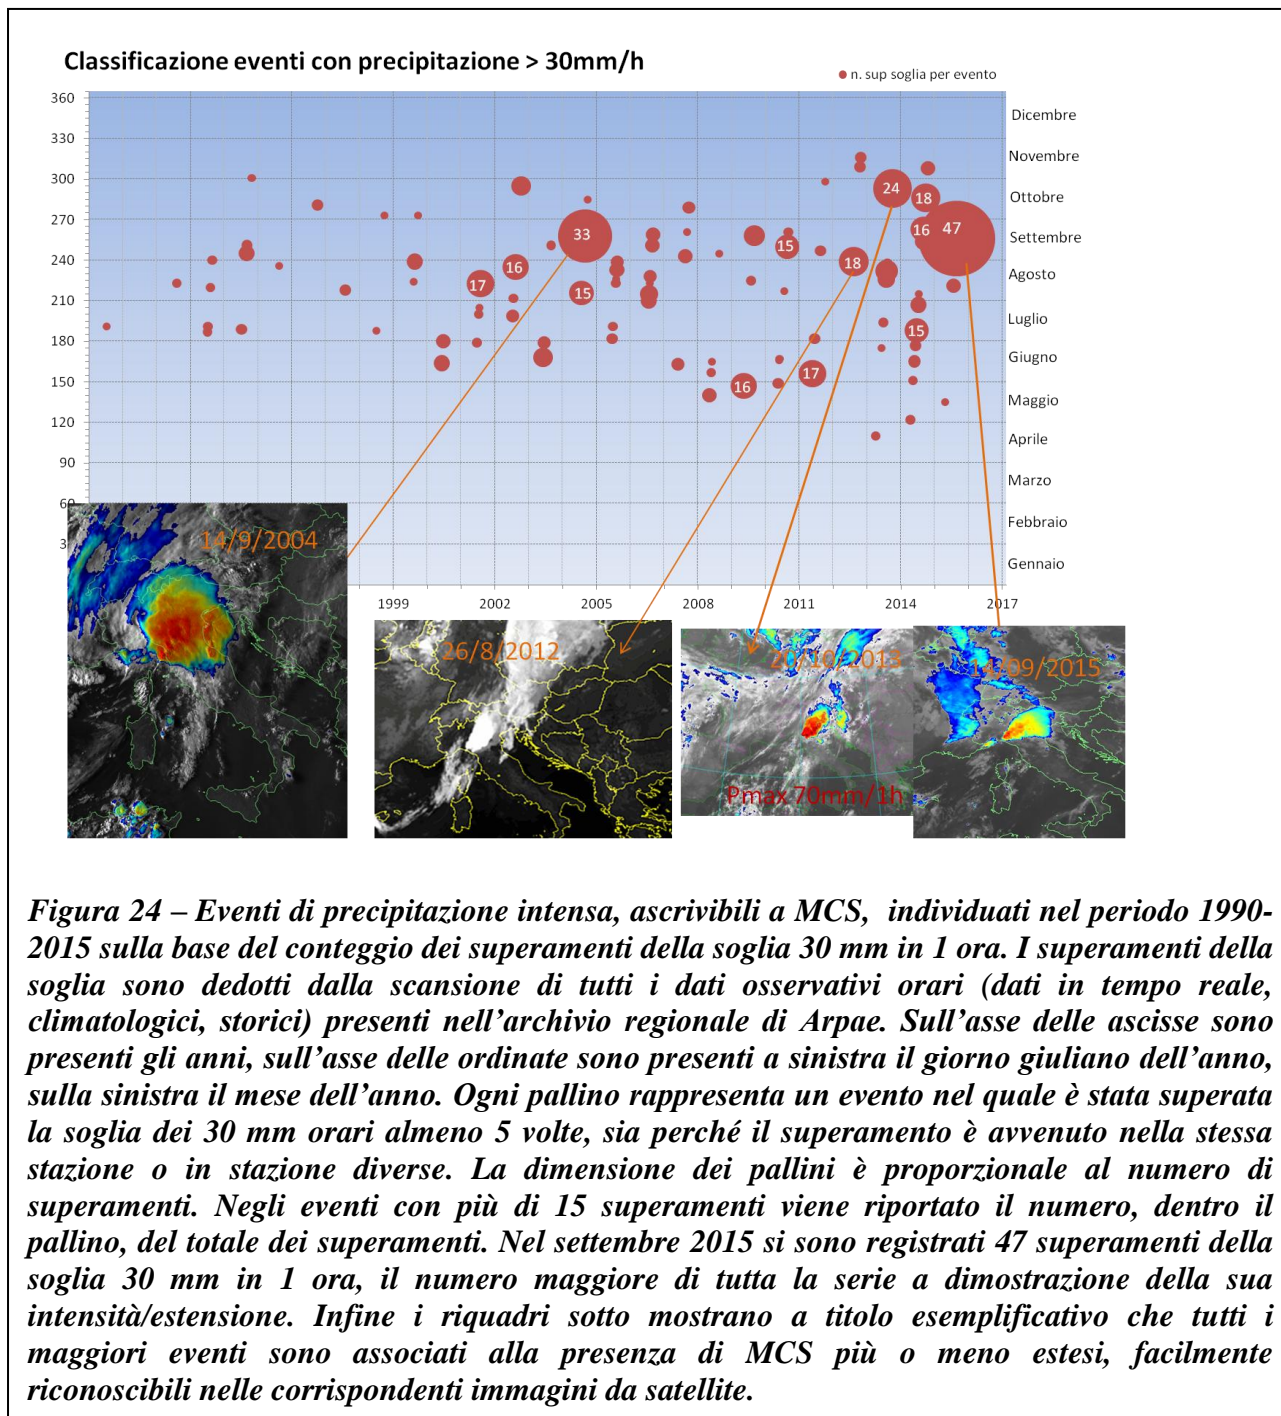 Classificazione eventi con precipitazione > 30mm/h
n. sup soglia per evento
360
330
300
270
240
210
180
150
120
90
60
3
Dicembre
Novembre
Ottobre
Settembre
Agosto
Luglio
Giugno
Maggio
Aprile
Marzo
Febbraio
Gennaio
24
18
33
16
47
15
16
18
17
15
15
17
16
1999
2002
2005
2008
2011
2014
2017
14/9/2004
26/8/2012
20/10/2013
14/09/2015
Pmax 70mm/1h
Figura 24 – Eventi di precipitazione intensa, ascrivibili a MCS, individuati nel periodo 1990-
2015 sulla base del conteggio dei superamenti della soglia 30 mm in 1 ora. I superamenti della
soglia sono dedotti dalla scansione di tutti i dati osservativi orari (dati in tempo reale,
climatologici, storici) presenti nell'archivio regionale di Arpae. Sull'asse delle ascisse sono
presenti gli anni, sull'asse delle ordinate sono presenti a sinistra il giorno giuliano dell'anno,
sulla sinistra il mese dell'anno. Ogni pallino rappresenta un evento nel quale è stata superata
la soglia dei 30 mm orari almeno 5 volte, sia perché il superamento è avvenuto nella stessa
stazione o in stazione diverse. La dimensione dei pallini è proporzionale al numero di
superamenti. Negli eventi con più di 15 superamenti viene riportato il numero, dentro il
pallino, del totale dei superamenti. Nel settembre 2015 si sono registrati 47 superamenti della
soglia 30 mm in 1 ora, il numero maggiore di tutta la serie a dimostrazione della sua
intensità/estensione. Infine i riquadri sotto mostrano a titolo esemplificativo che tutti i
maggiori eventi sono associati alla presenza di MCS più o meno estesi, facilmente
riconoscibili nelle corrispondenti immagini da satellite.